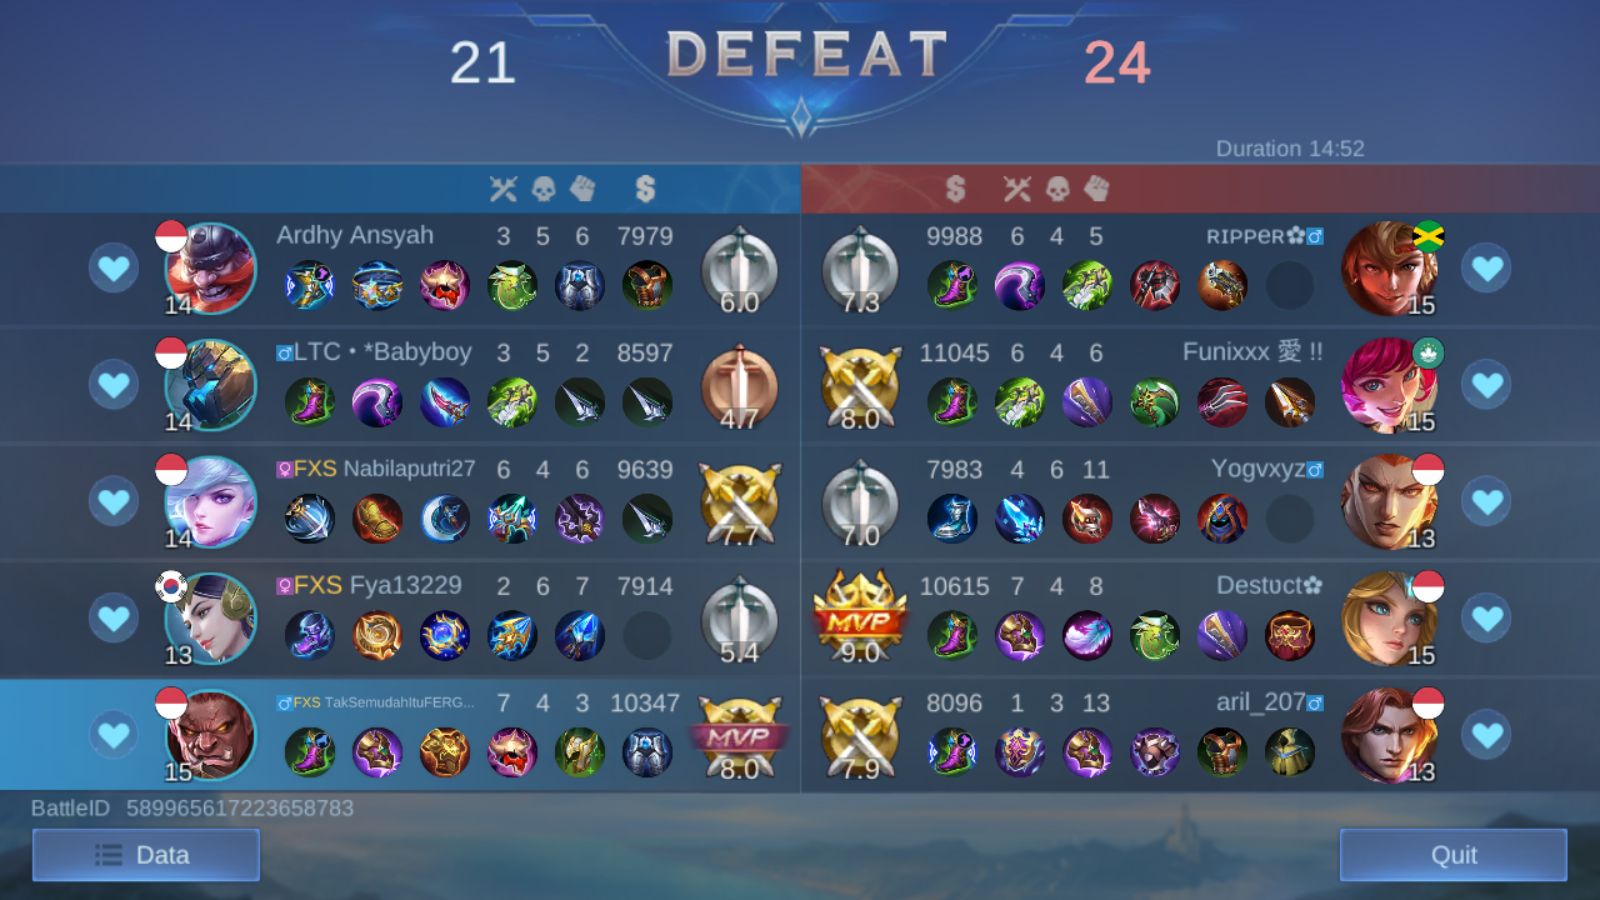 21 DEFEAT 24
Duration 14:52
Ardhy Ansyah 3 5 6 7979 6.0
14
7.3 9988 6 4 5 ʀɪᴘᴘᴇʀ✿♂
15
♂LTC • *Babyboy 3 5 2 8597 4.7
14
8.0 11045 6 4 6 Funixxx 愛 !!
15
♀FXS Nabilaputri27 6 4 6 9639 7.7
14
7.0 7983 4 6 11 Yogvxyz♂
13
♀FXS Fya13229 2 6 7 7914 5.4
13
MVP 9.0 10615 7 4 8 Destuct✿
15
♂FXS TakSemudahItuFERG... 7 4 3 10347 MVP 8.0
15
7.9 8096 1 3 13 aril_207♂
13
BattleID 589965617223658783
Data
Quit